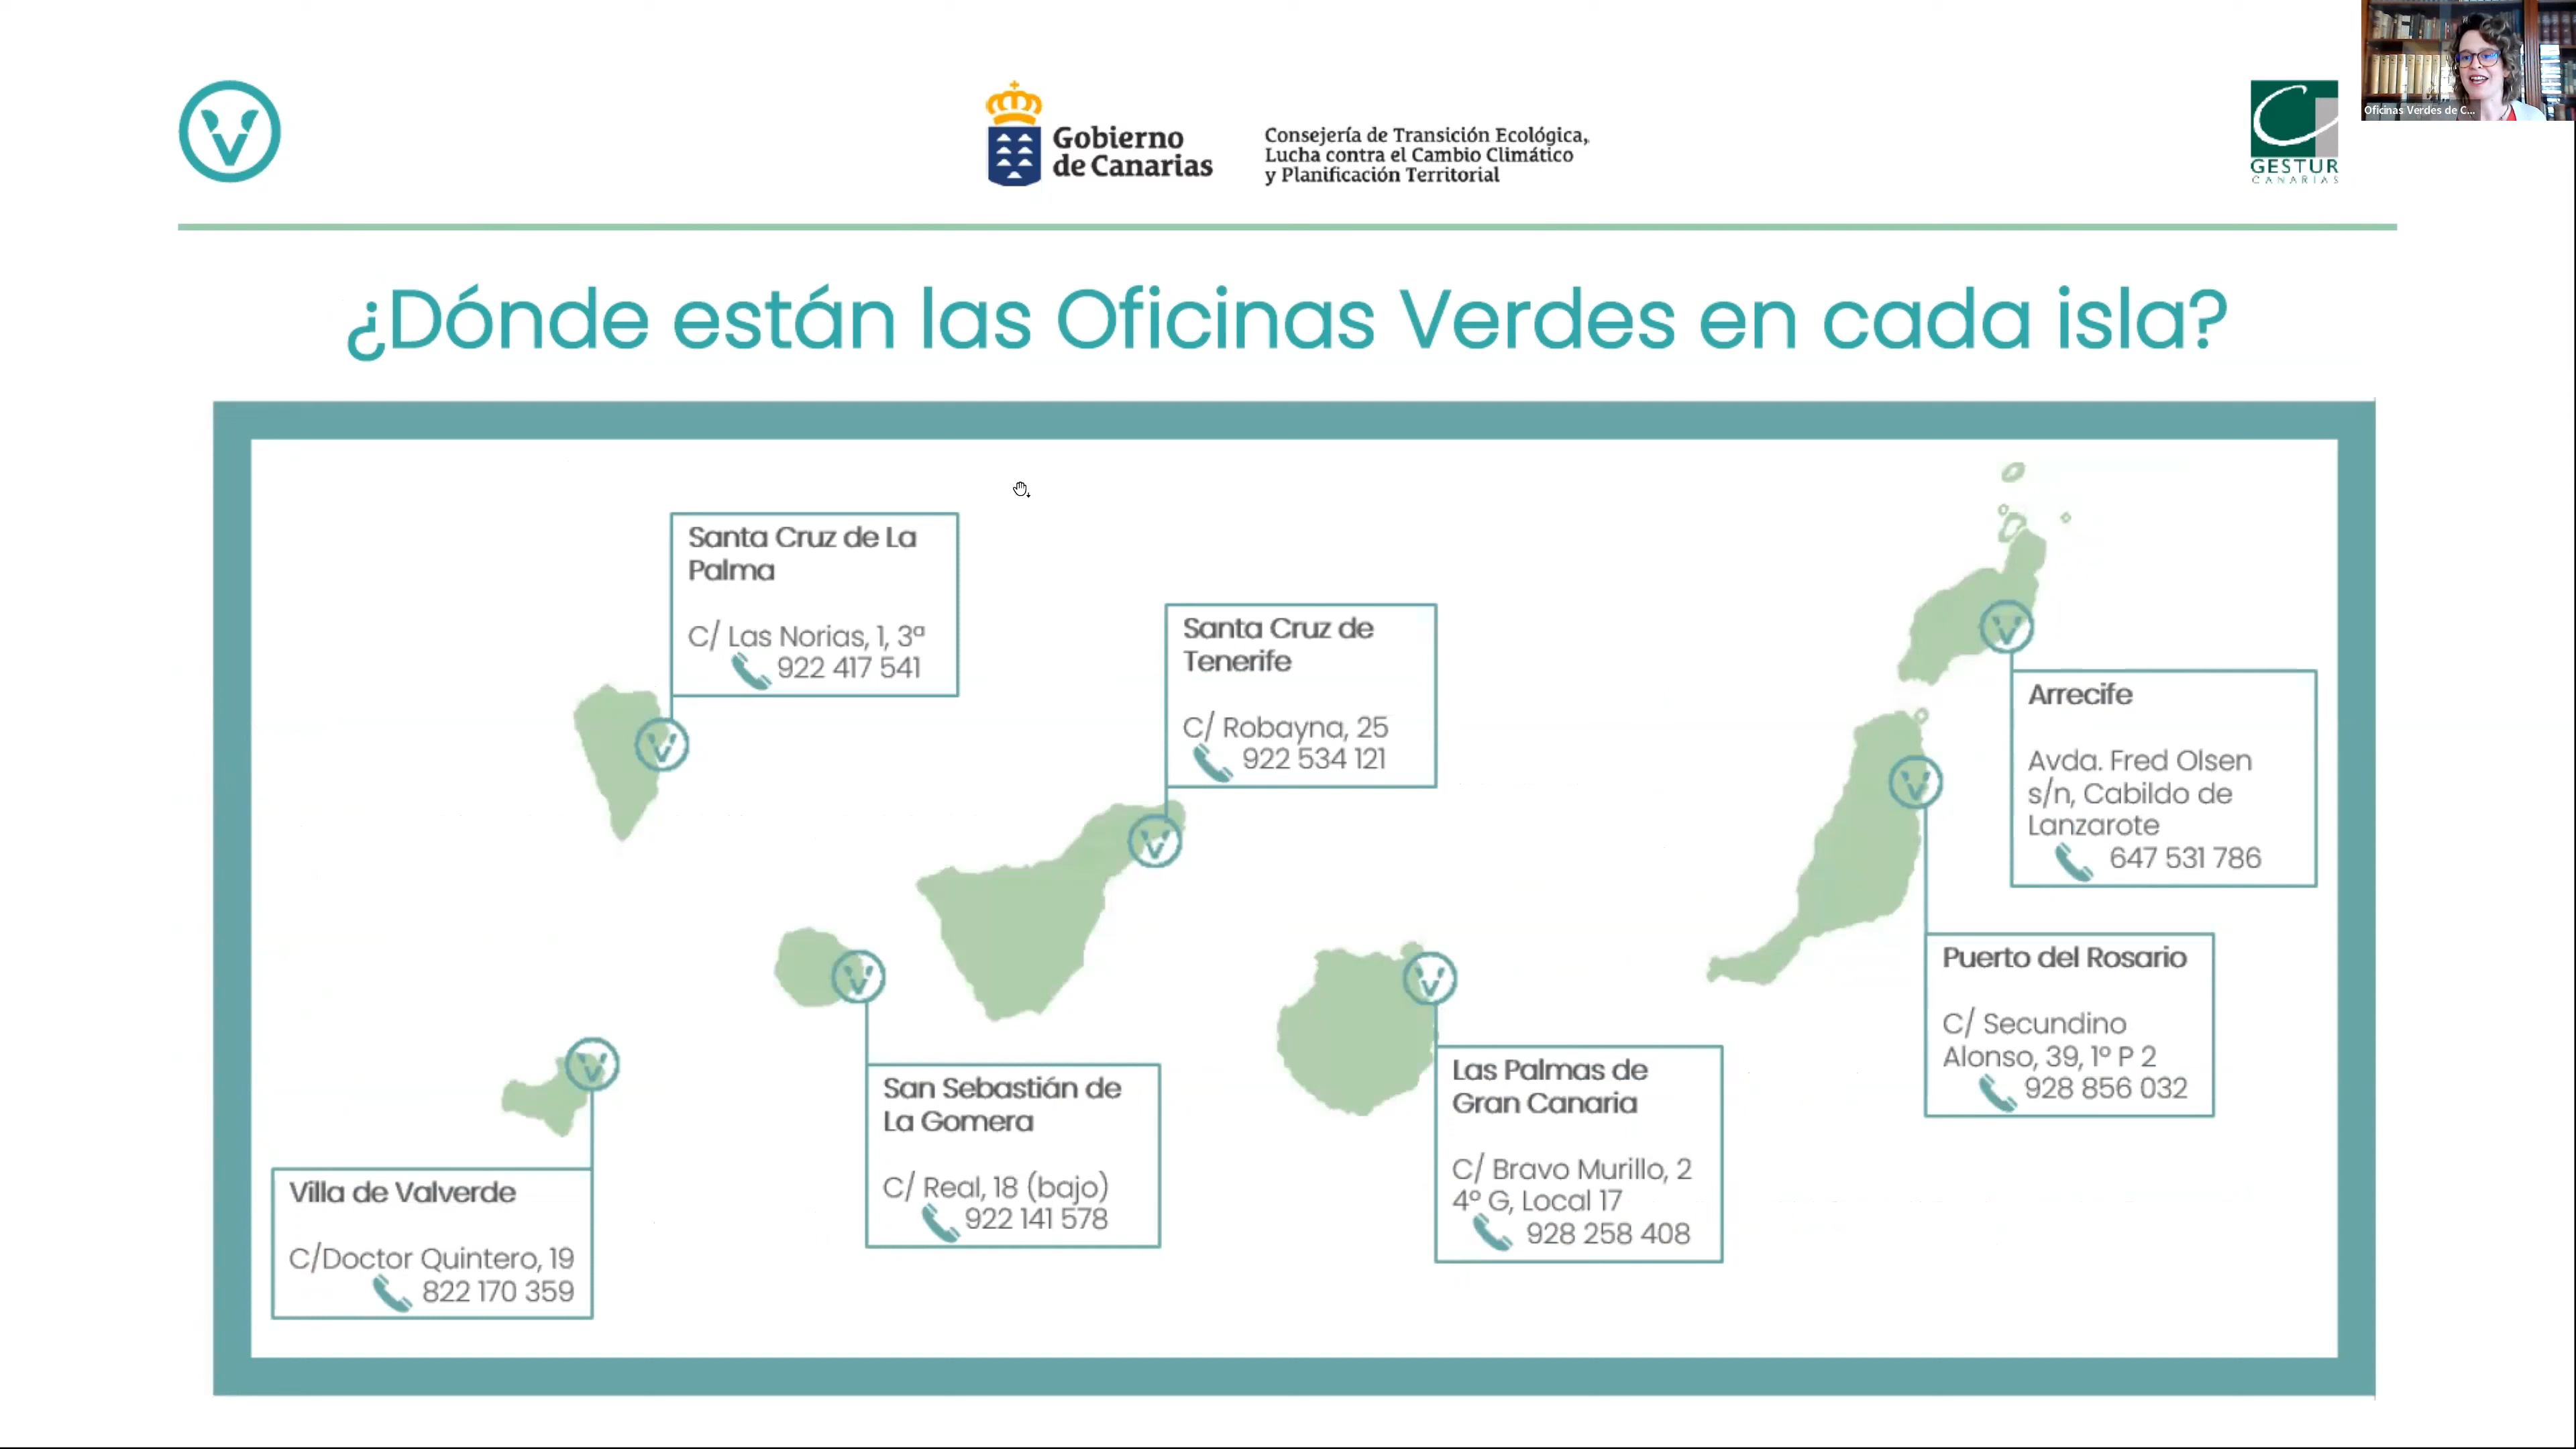 Gobierno
de Canarias
Consejería de Transición Ecológica,
Lucha contra el Cambio Climático
y Planificación Territorial
GESTUR
CANARIAS
Oficinas Verdes de C...
¿Dónde están las Oficinas Verdes en cada isla?
Santa Cruz de La
Palma
C/ Las Norias, 1, 3ª
922 417 541
Santa Cruz de
Tenerife
C/ Robayna, 25
922 534 121
Arrecife
Avda. Fred Olsen
s/n, Cabildo de
Lanzarote
647 531 786
Puerto del Rosario
C/ Secundino
Alonso, 39, 1º P 2
928 856 032
Las Palmas de
Gran Canaria
C/ Bravo Murillo, 2
4º G, Local 17
928 258 408
San Sebastián de
La Gomera
C/ Real, 18 (bajo)
922 141 578
Villa de Valverde
C/Doctor Quintero, 19
822 170 359